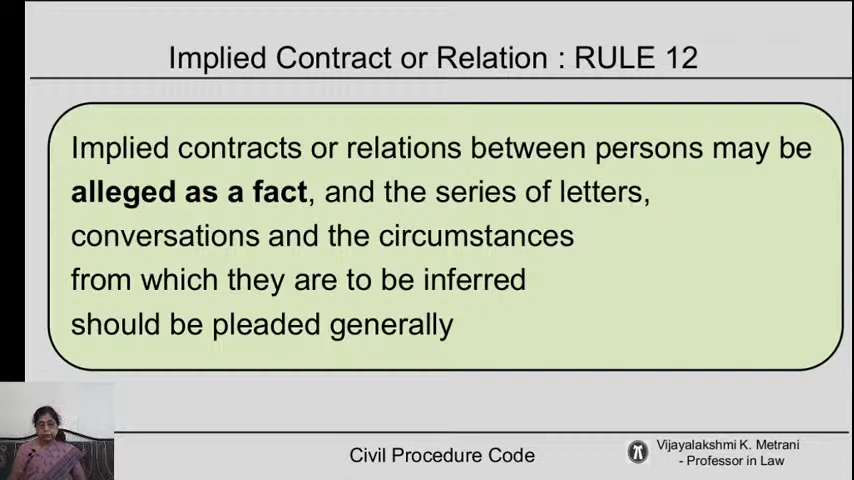 Implied Contract or Relation : RULE 12
Implied contracts or relations between persons may be
alleged as a fact, and the series of letters,
conversations and the circumstances
from which they are to be inferred
should be pleaded generally
Civil Procedure Code
Vijayalakshmi K. Metrani
- Professor in Law